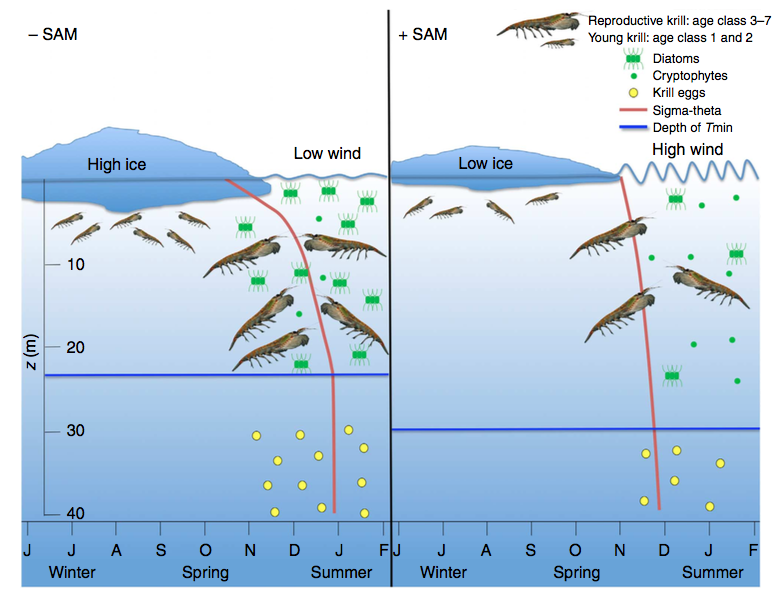 – SAM
+ SAM
Reproductive krill: age class 3–7
Young krill: age class 1 and 2
Diatoms
Cryptophytes
Krill eggs
Sigma-theta
Depth of Tmin
High ice
Low wind
Low ice
High wind
10
20
30
40
z (m)
J J A S O N D J F
Winter Spring Summer
J J A S O N D J F
Winter Spring Summer